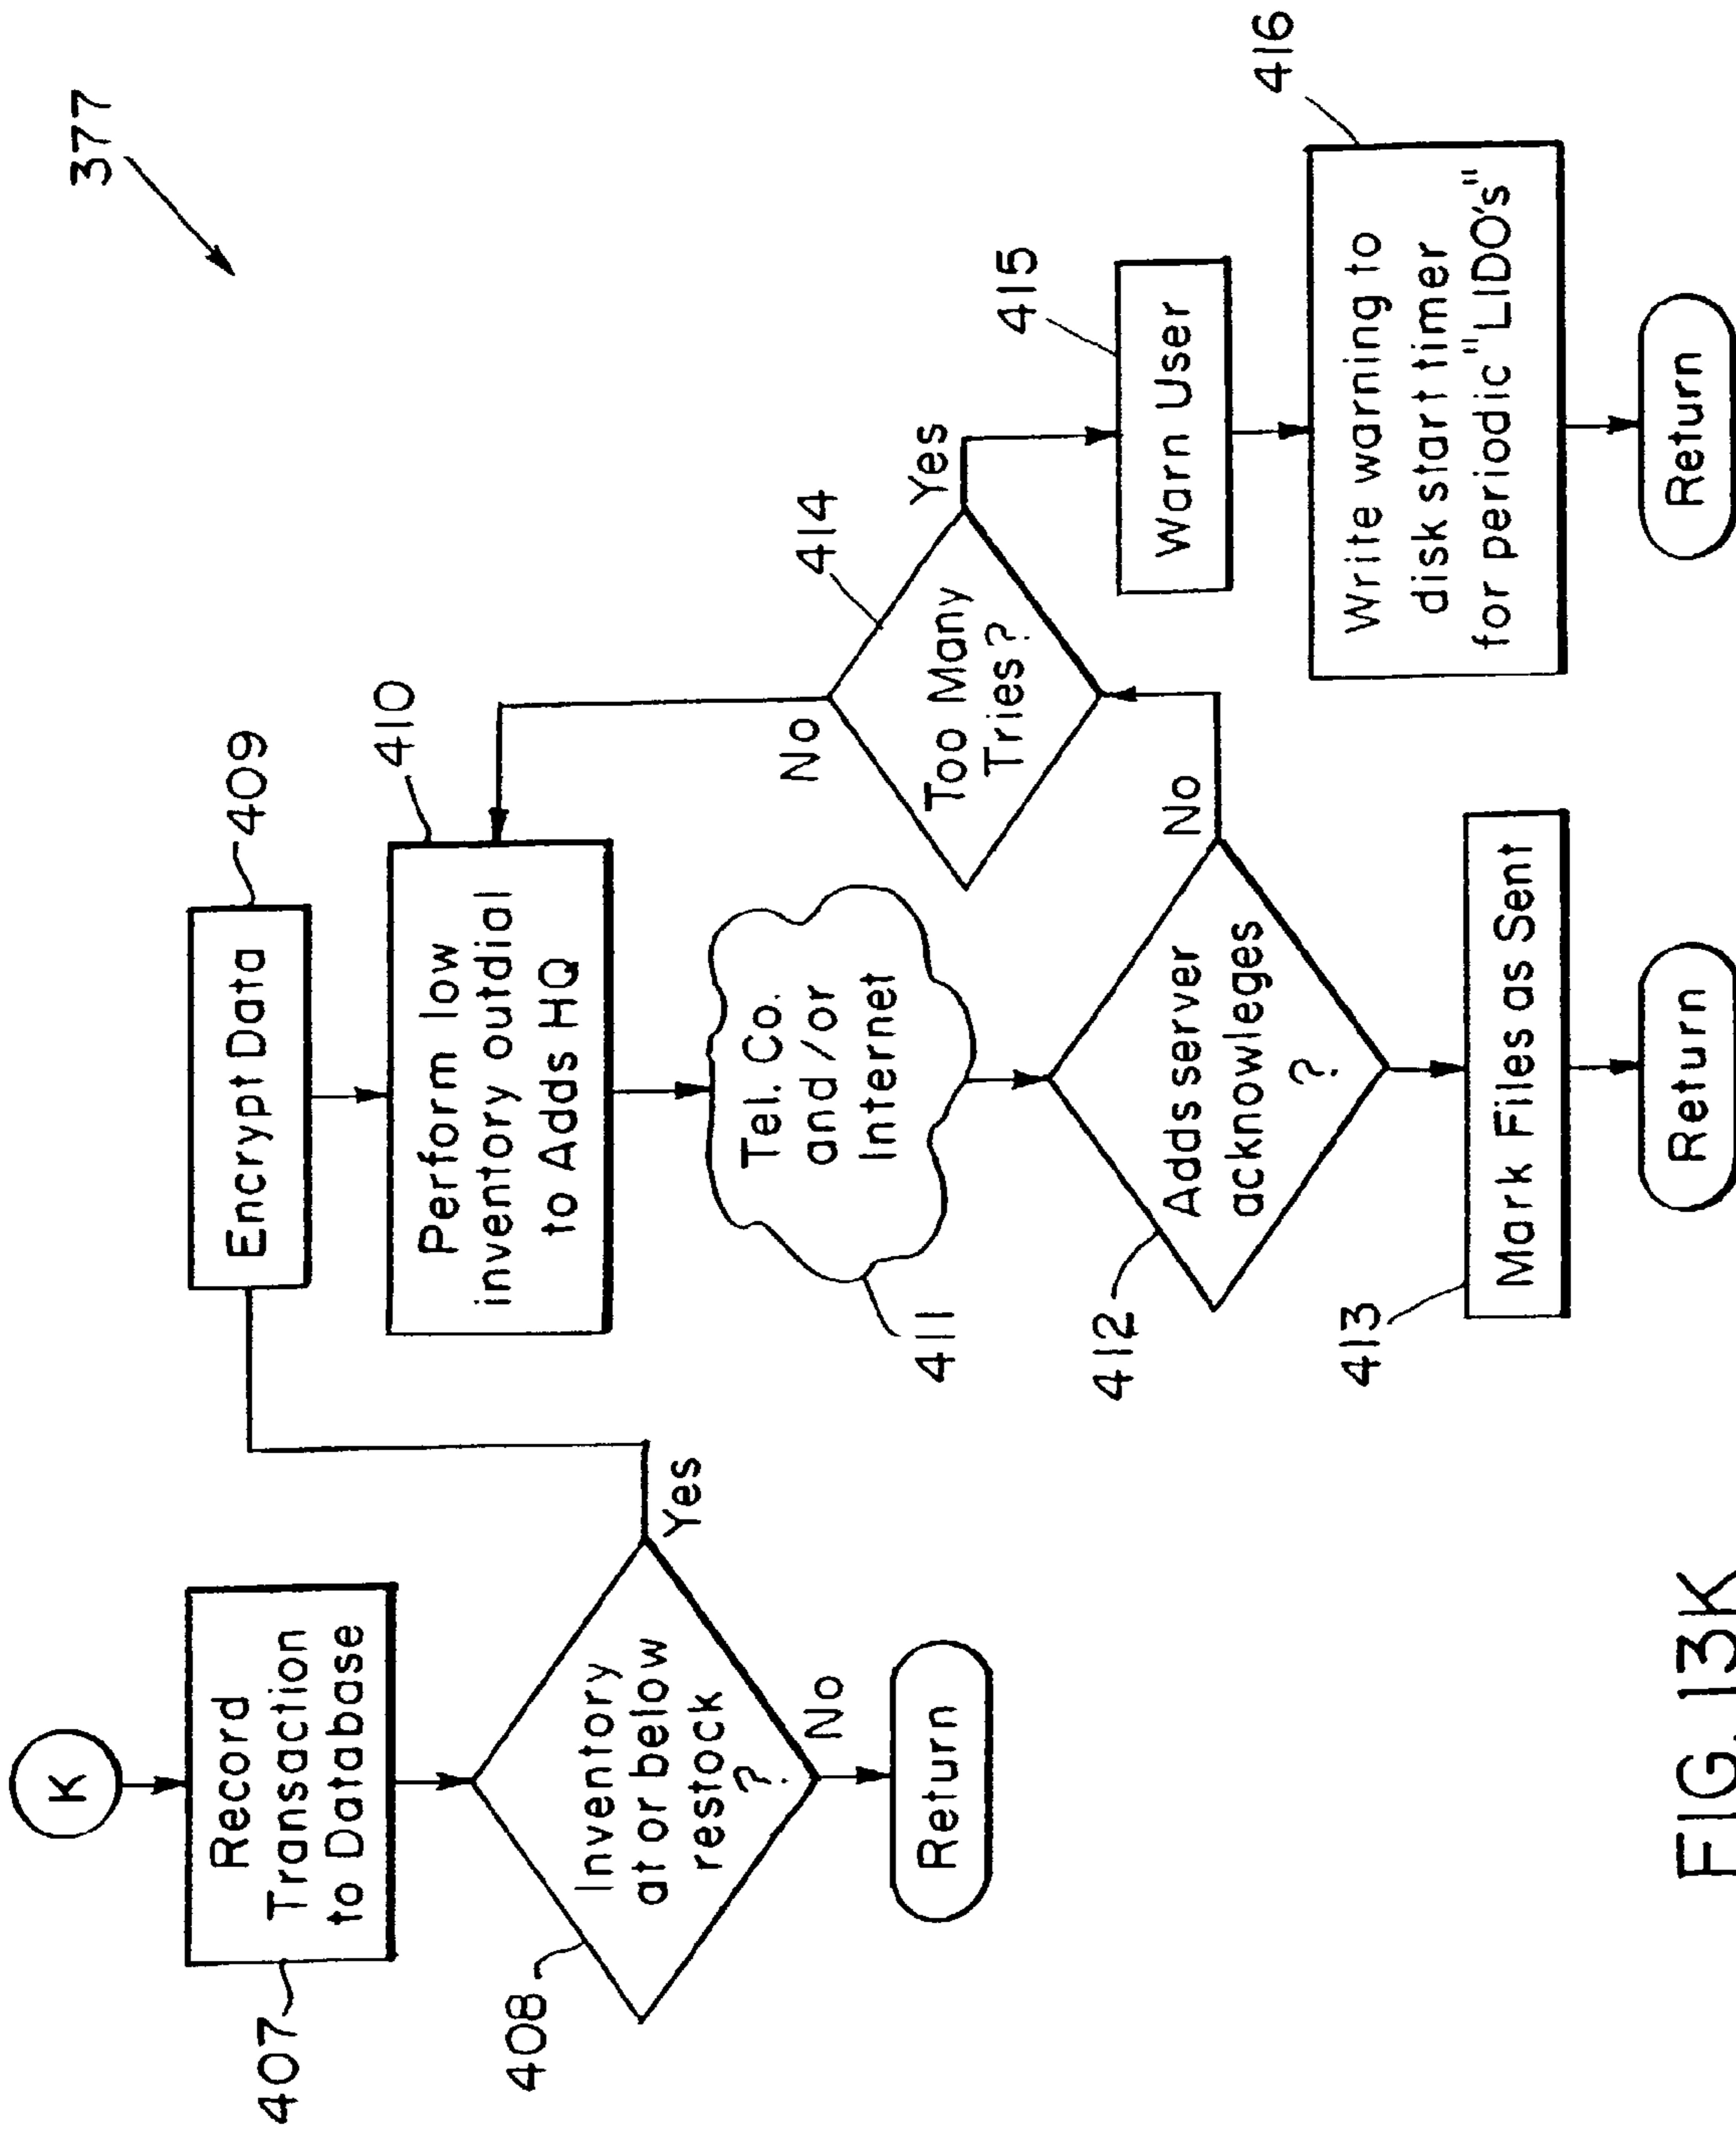 377
K
Record
Transaction
to Database
407
Inventory
at or below
restock
?
408
Yes
No
Return
Encrypt Data
409
Perform low
inventory outdial
to Adds HQ
410
Tel. Co.
and / or
Internet
411
Adds server
acknowleges
?
412
No
Mark Files as Sent
413
Return
Too Many
Tries?
414
No
Yes
Warn User
415
Write warning to
disk start timer
for periodic "LIDO's"
416
Return
FIG. 13K